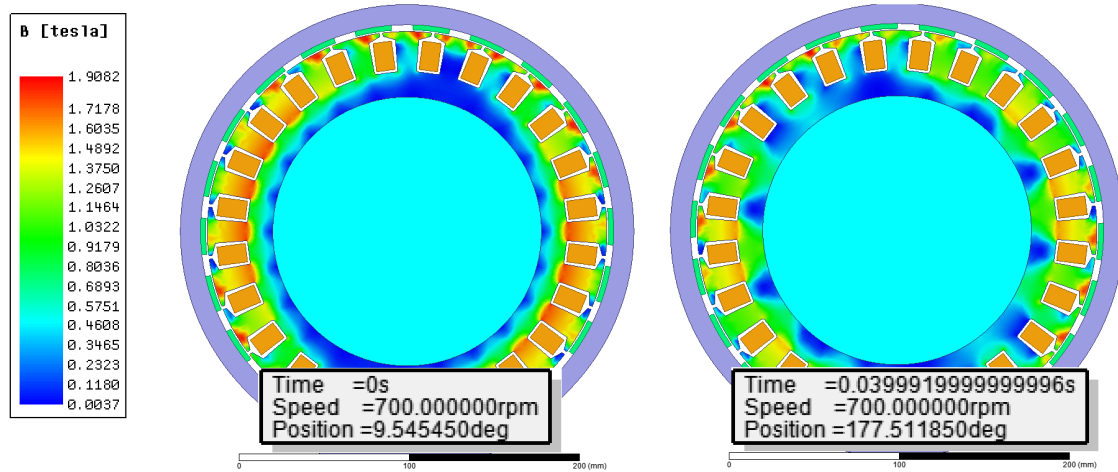 B [tesla]
1.9082
1.7178
1.6035
1.4892
1.3750
1.2607
1.1464
1.0322
0.9179
0.8036
0.6893
0.5751
0.4608
0.3465
0.2323
0.1180
0.0037
Time =0s
Speed =700.000000rpm
Position =9.545450deg
0 100 200 (mm)
Time =0.03999199999999996s
Speed =700.000000rpm
Position =177.511850deg
0 100 200 (mm)